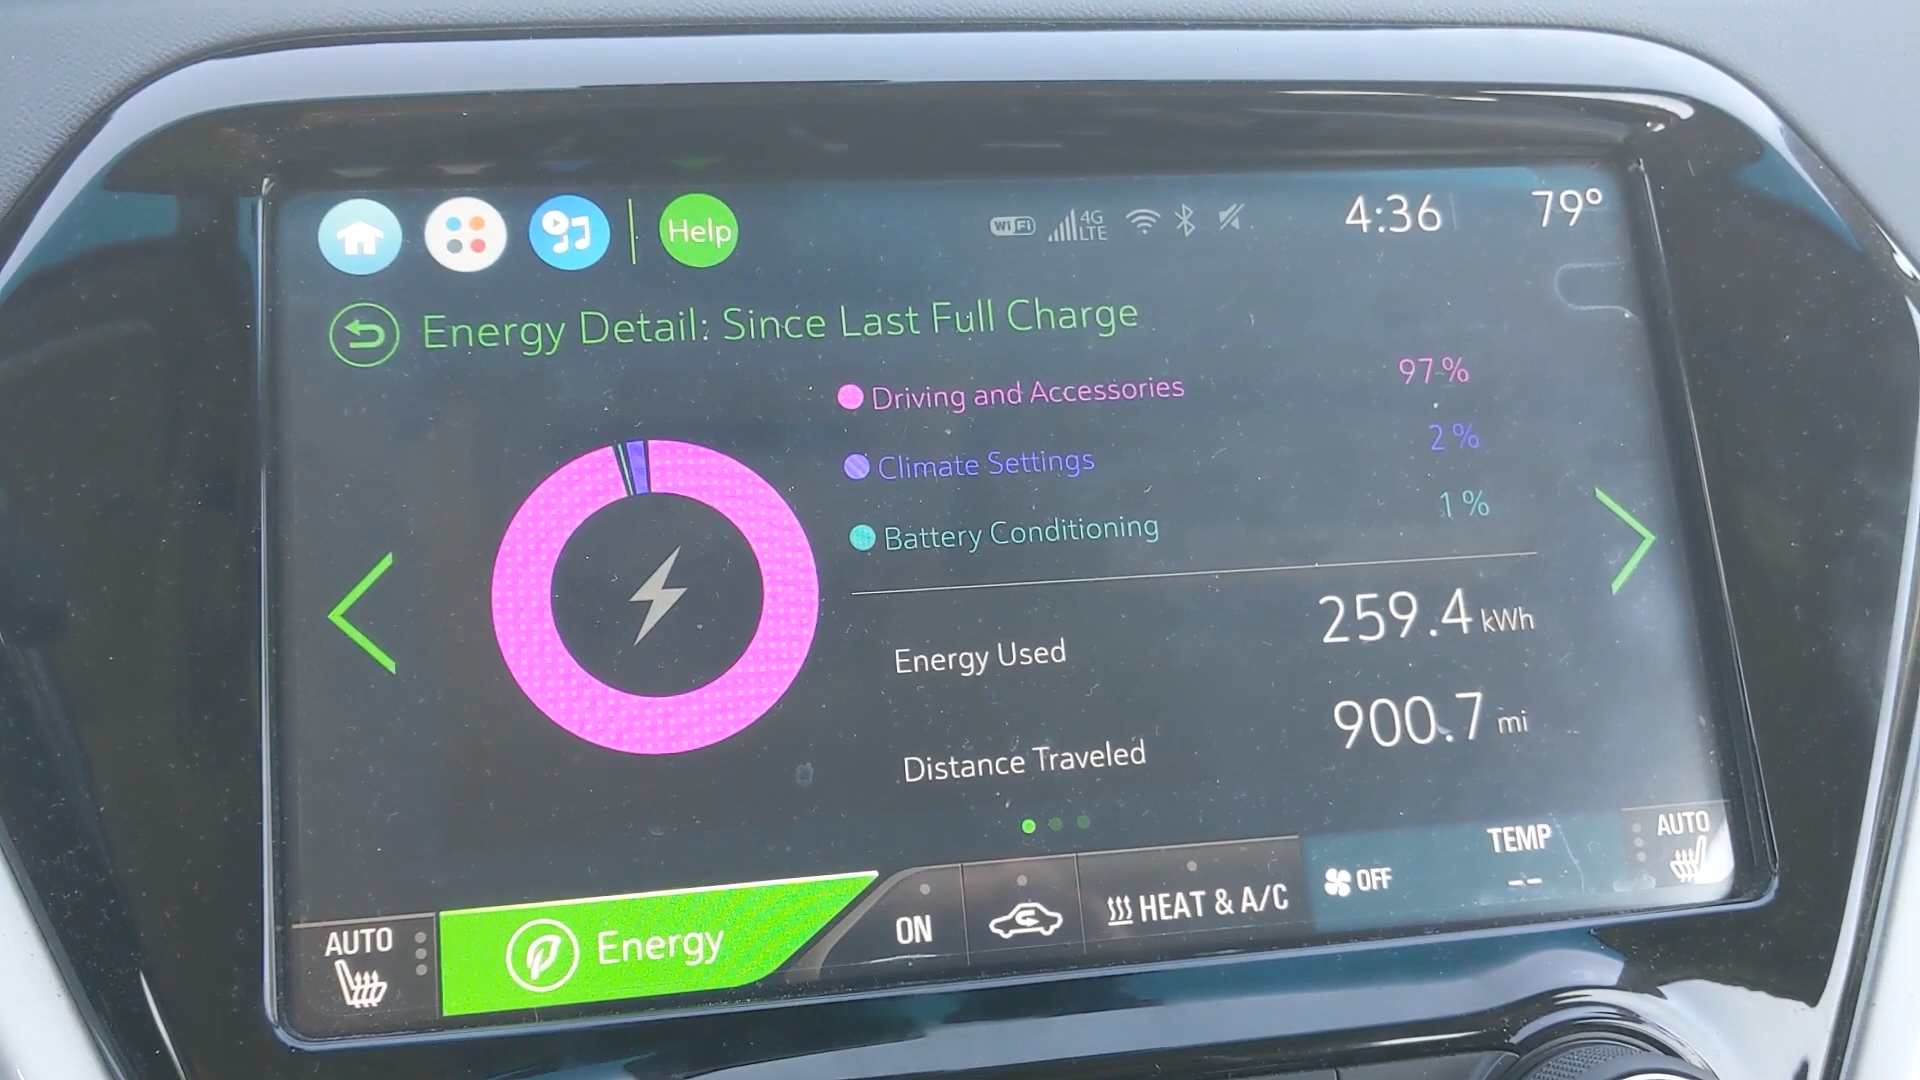 Help
WiFi
4G
LTE
4:36
79°
Energy Detail: Since Last Full Charge
Driving and Accessories 97%
Climate Settings 2%
Battery Conditioning 1%
Energy Used 259.4 kWh
Distance Traveled 900.7 mi
AUTO
Energy
ON
HEAT & A/C
OFF
TEMP
--
AUTO